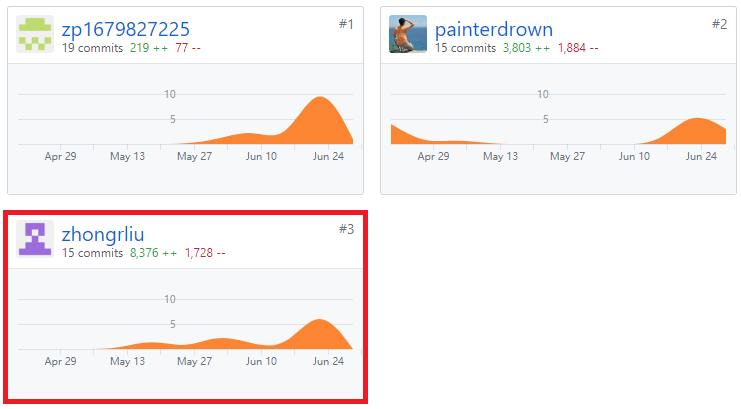 zp1679827225 #1
19 commits 219 ++ 77 --
10
5
Apr 29 May 13 May 27 Jun 10 Jun 24
painterdrown #2
15 commits 3,803 ++ 1,884 --
10
5
Apr 29 May 13 May 27 Jun 10 Jun 24
zhongrliu #3
15 commits 8,376 ++ 1,728 --
10
5
Apr 29 May 13 May 27 Jun 10 Jun 24